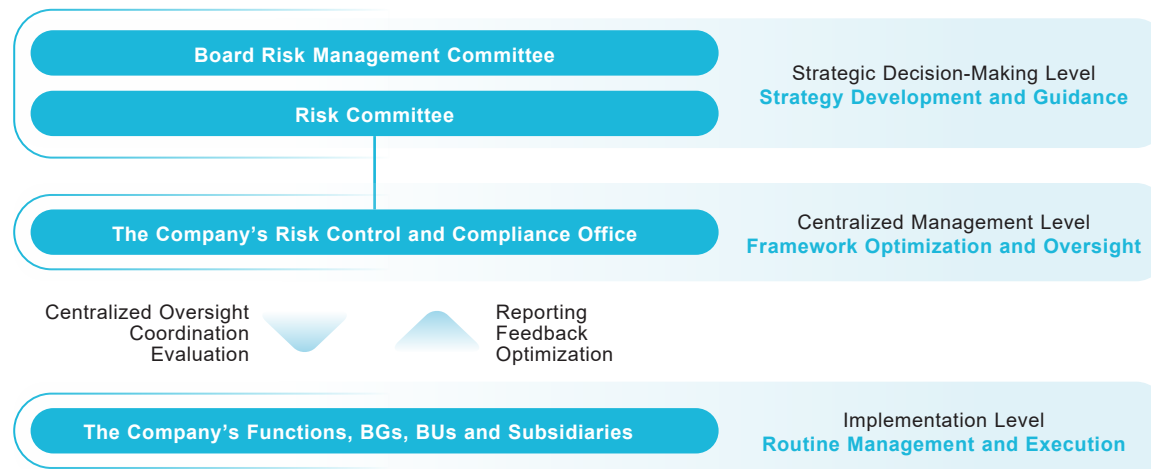 Board Risk Management Committee
Risk Committee
Strategic Decision-Making Level
Strategy Development and Guidance
The Company's Risk Control and Compliance Office
Centralized Management Level
Framework Optimization and Oversight
Centralized Oversight
Coordination
Evaluation
Reporting
Feedback
Optimization
The Company's Functions, BGs, BUs and Subsidiaries
Implementation Level
Routine Management and Execution